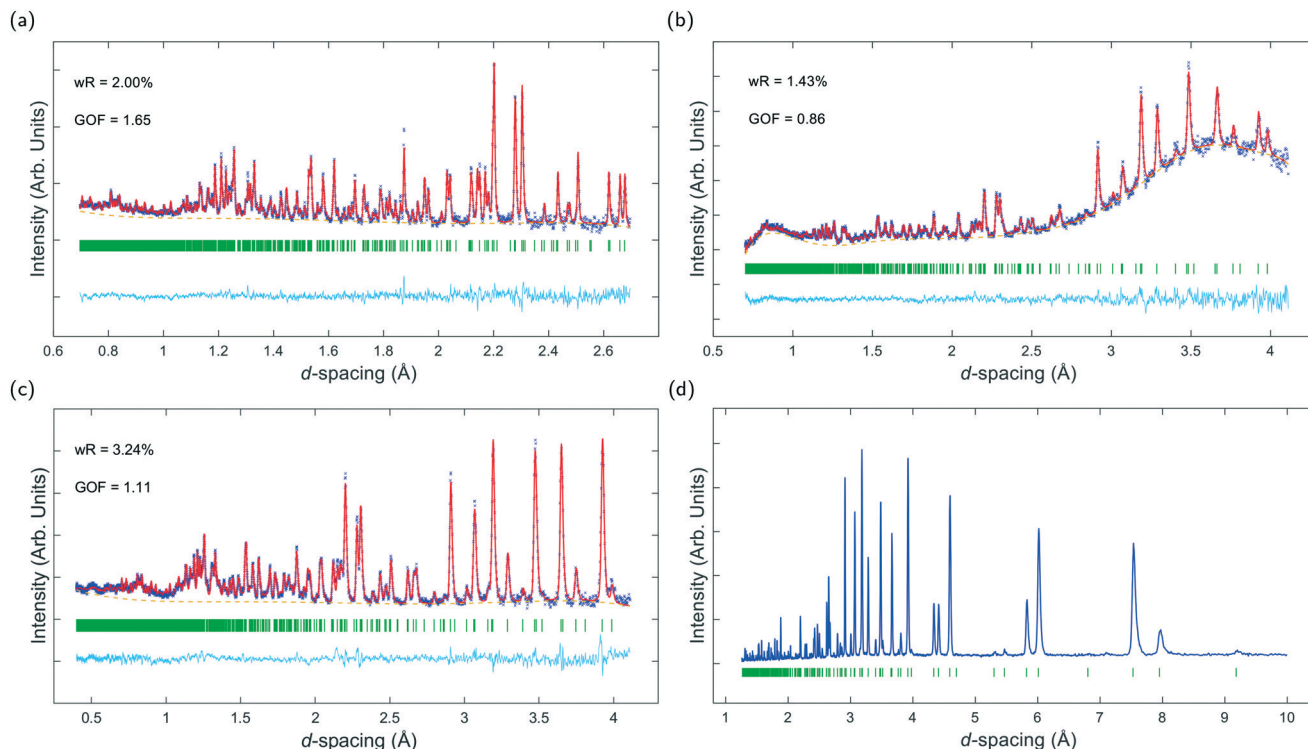 (a)
wR = 2.00%
GOF = 1.65
Intensity (Arb. Units)
0.6 0.8 1 1.2 1.4 1.6 1.8 2 2.2 2.4 2.6
d-spacing (Å)
(b)
wR = 1.43%
GOF = 0.86
Intensity (Arb. Units)
0.5 1 1.5 2 2.5 3 3.5 4
d-spacing (Å)
(c)
wR = 3.24%
GOF = 1.11
Intensity (Arb. Units)
0.5 1 1.5 2 2.5 3 3.5 4
d-spacing (Å)
(d)
Intensity (Arb. Units)
1 2 3 4 5 6 7 8 9 10
d-spacing (Å)